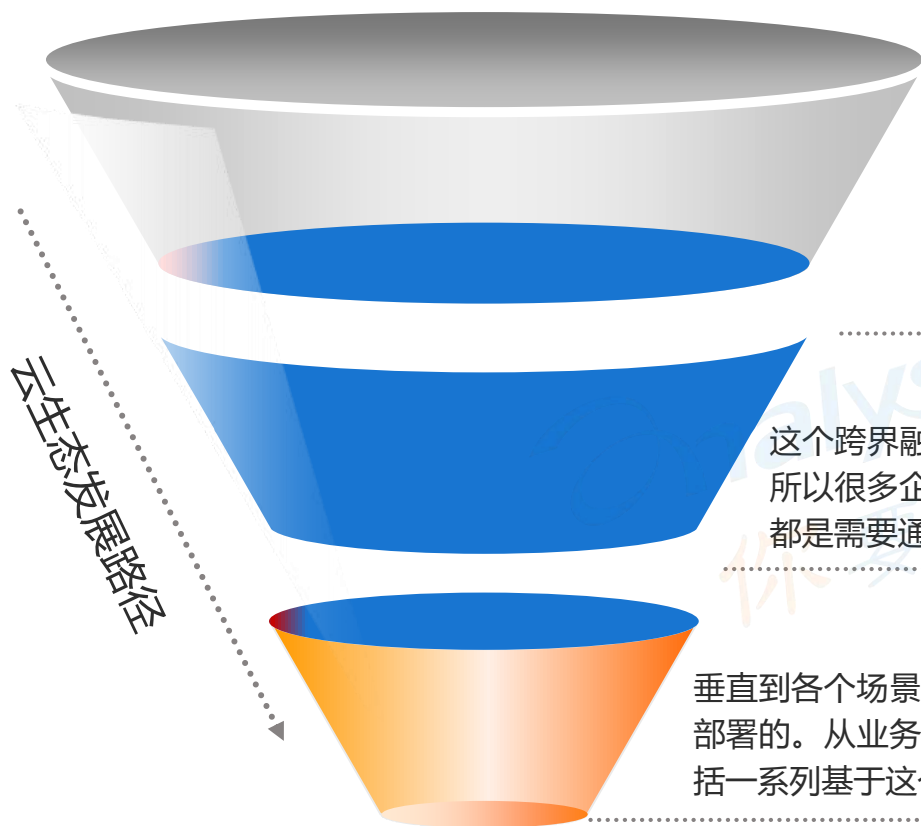 云生态发展路径
这个跨界融
所以很多企
都是需要通
垂直到各个场景
部署的。从业务
括一系列基于这个